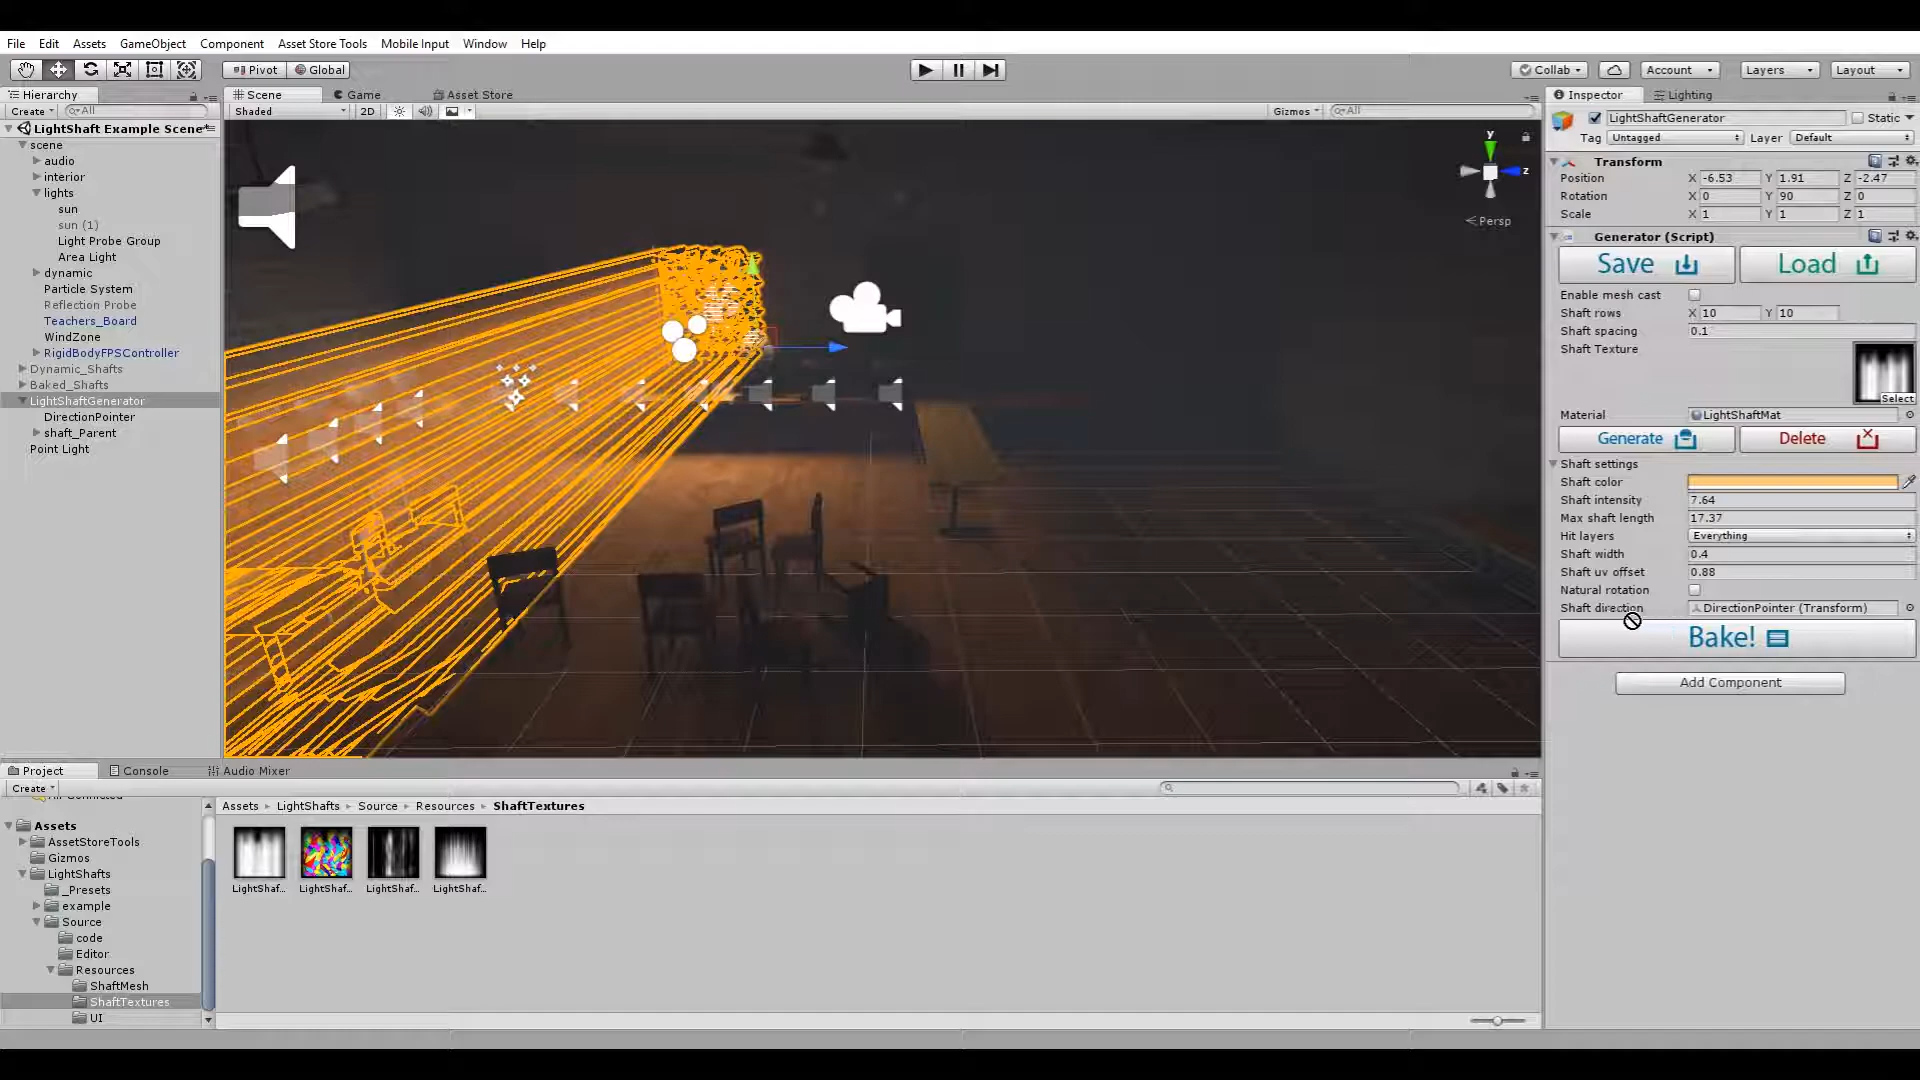 File Edit Assets GameObject Component Asset Store Tools Mobile Input Window Help
Pivot Global Collab Account Layers Layout
Hierarchy
Create All
LightShaft Example Scene*
scene
audio
interior
lights
sun
sun (1)
Light Probe Group
Area Light
dynamic
Particle System
Reflection Probe
Teachers_Board
WindZone
RigidBodyFPSController
Dynamic_Shafts
Baked_Shafts
LightShaftGenerator
DirectionPointer
shaft_Parent
Point Light
Scene Game Asset Store
Shaded 2D Gizmos All
y
z
Persp
Inspector Lighting
LightShaftGenerator Static
Tag Untagged Layer Default
Transform
Position X -6.53 Y 1.91 Z -2.47
Rotation X 0 Y 90 Z 0
Scale X 1 Y 1 Z 1
Generator (Script)
Save Load
Enable mesh cast
Shaft rows X 10 Y 10
Shaft spacing 0.1
Shaft Texture
Select
Material LightShaftMat
Generate Delete
Shaft settings
Shaft color
Shaft intensity 7.64
Max shaft length 17.37
Hit layers Everything
Shaft width 0.4
Shaft uv offset 0.88
Natural rotation
Shaft direction DirectionPointer (Transform)
Bake!
Add Component
Project Console Audio Mixer
Create
Assets
AssetStoreTools
Gizmos
LightShafts
_Presets
example
Source
code
Editor
Resources
ShaftMesh
ShaftTextures
UI
Assets LightShafts Source Resources ShaftTextures
LightShaf... LightShaf... LightShaf... LightShaf...